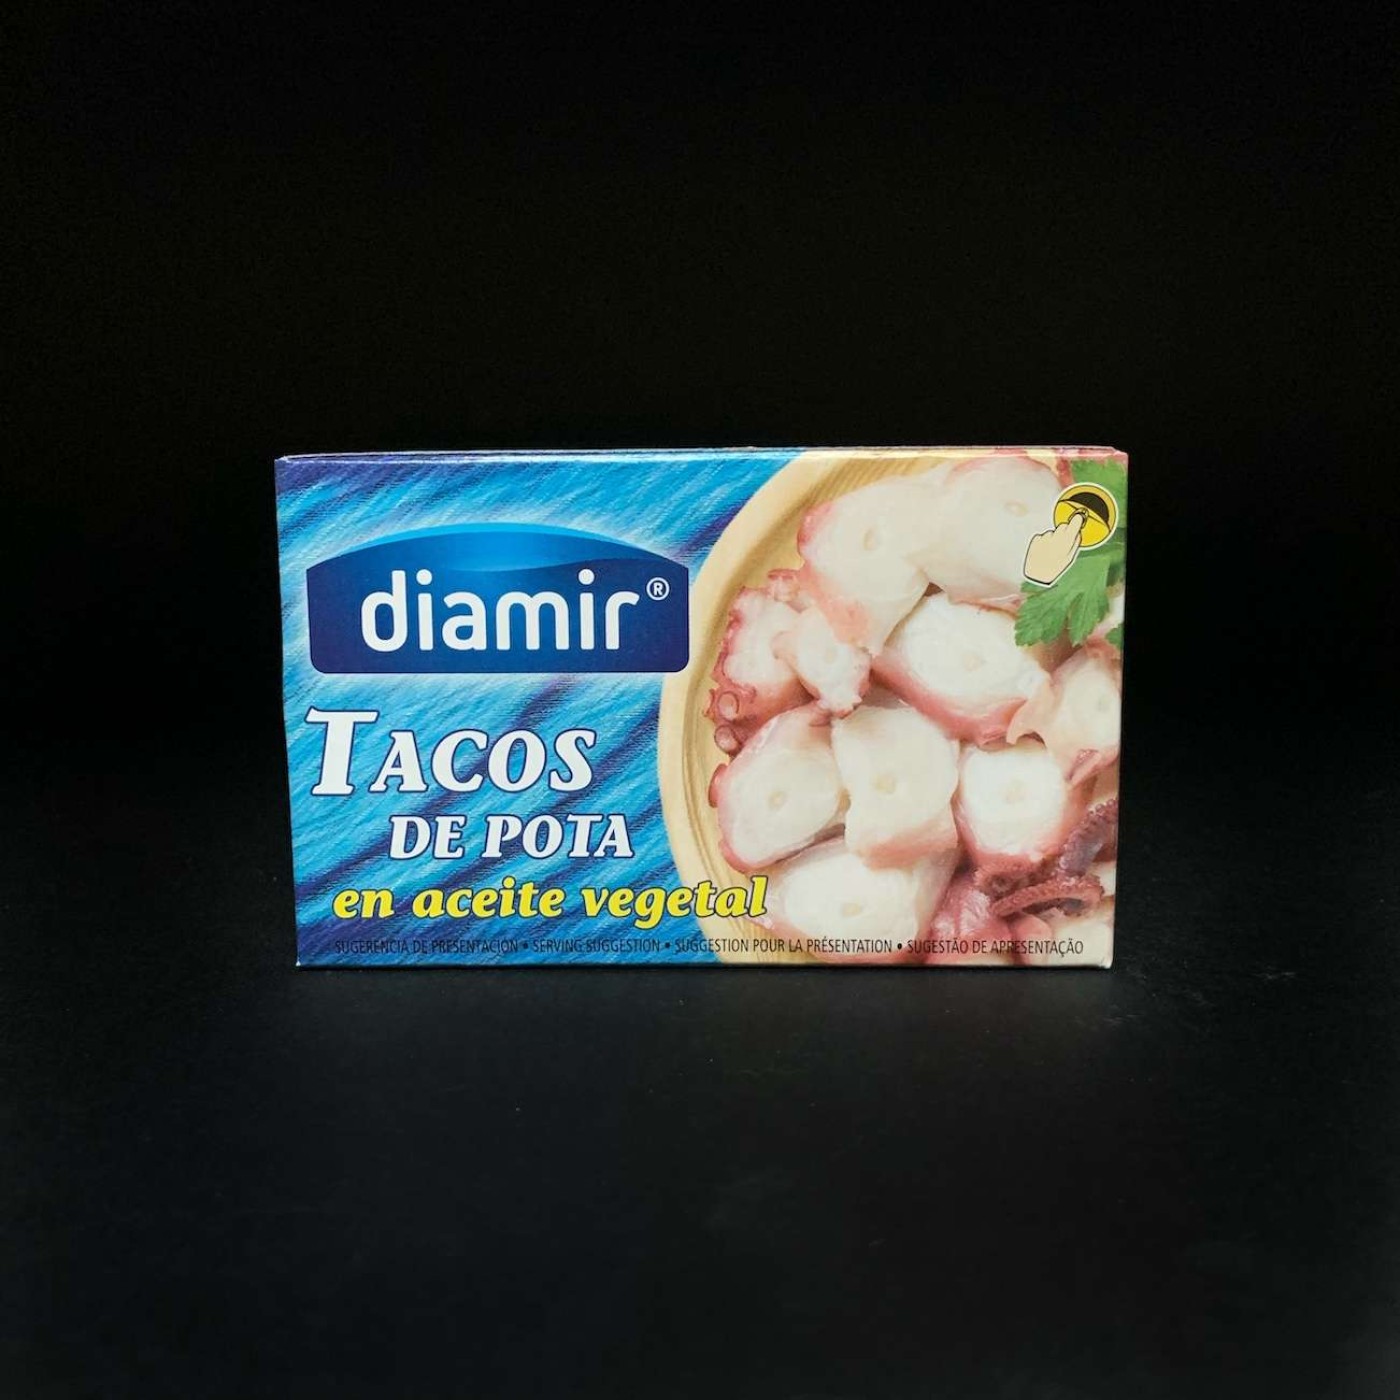 diamir®
TACOS
DE POTA
en aceite vegetal
SUGERENCIA DE PRESENTACIÓN • SERVING SUGGESTION • SUGGESTION POUR LA PRÉSENTATION • SUGESTÃO DE APRESENTAÇÃO